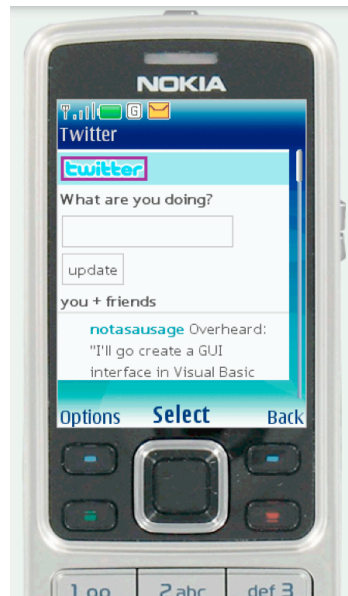 NOKIA
G
Twitter
twitter
What are you doing?
update
you + friends
notasausage Overheard:
"I'll go create a GUI
interface in Visual Basic
Options Select Back
1 oo 2 abc def 3